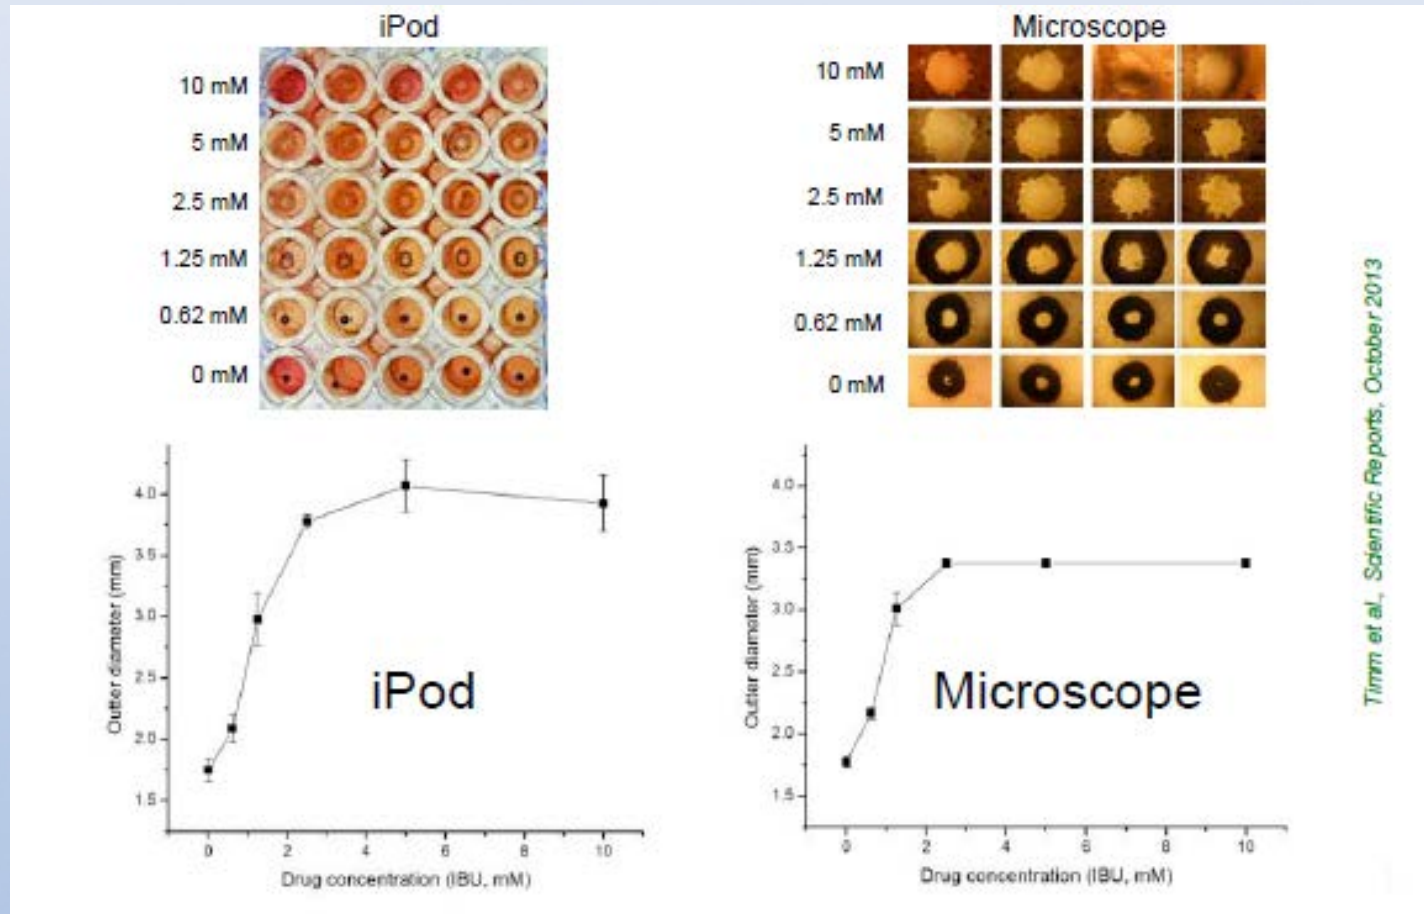 iPod
10 mM
5 mM
2.5 mM
1.25 mM
0.62 mM
0 mM
Microscope
10 mM
5 mM
2.5 mM
1.25 mM
0.62 mM
0 mM
4.0
3.5
3.0
2.5
2.0
1.5
Outter diameter (mm)
iPod
0 2 4 6 8 10
Drug concentration (IBU, mM)
4.0
3.5
3.0
2.5
2.0
1.5
Outter diameter (mm)
Microscope
0 2 4 6 8 10
Drug concentration (IBU, mM)
Timm et al., Scientific Reports, October 2013